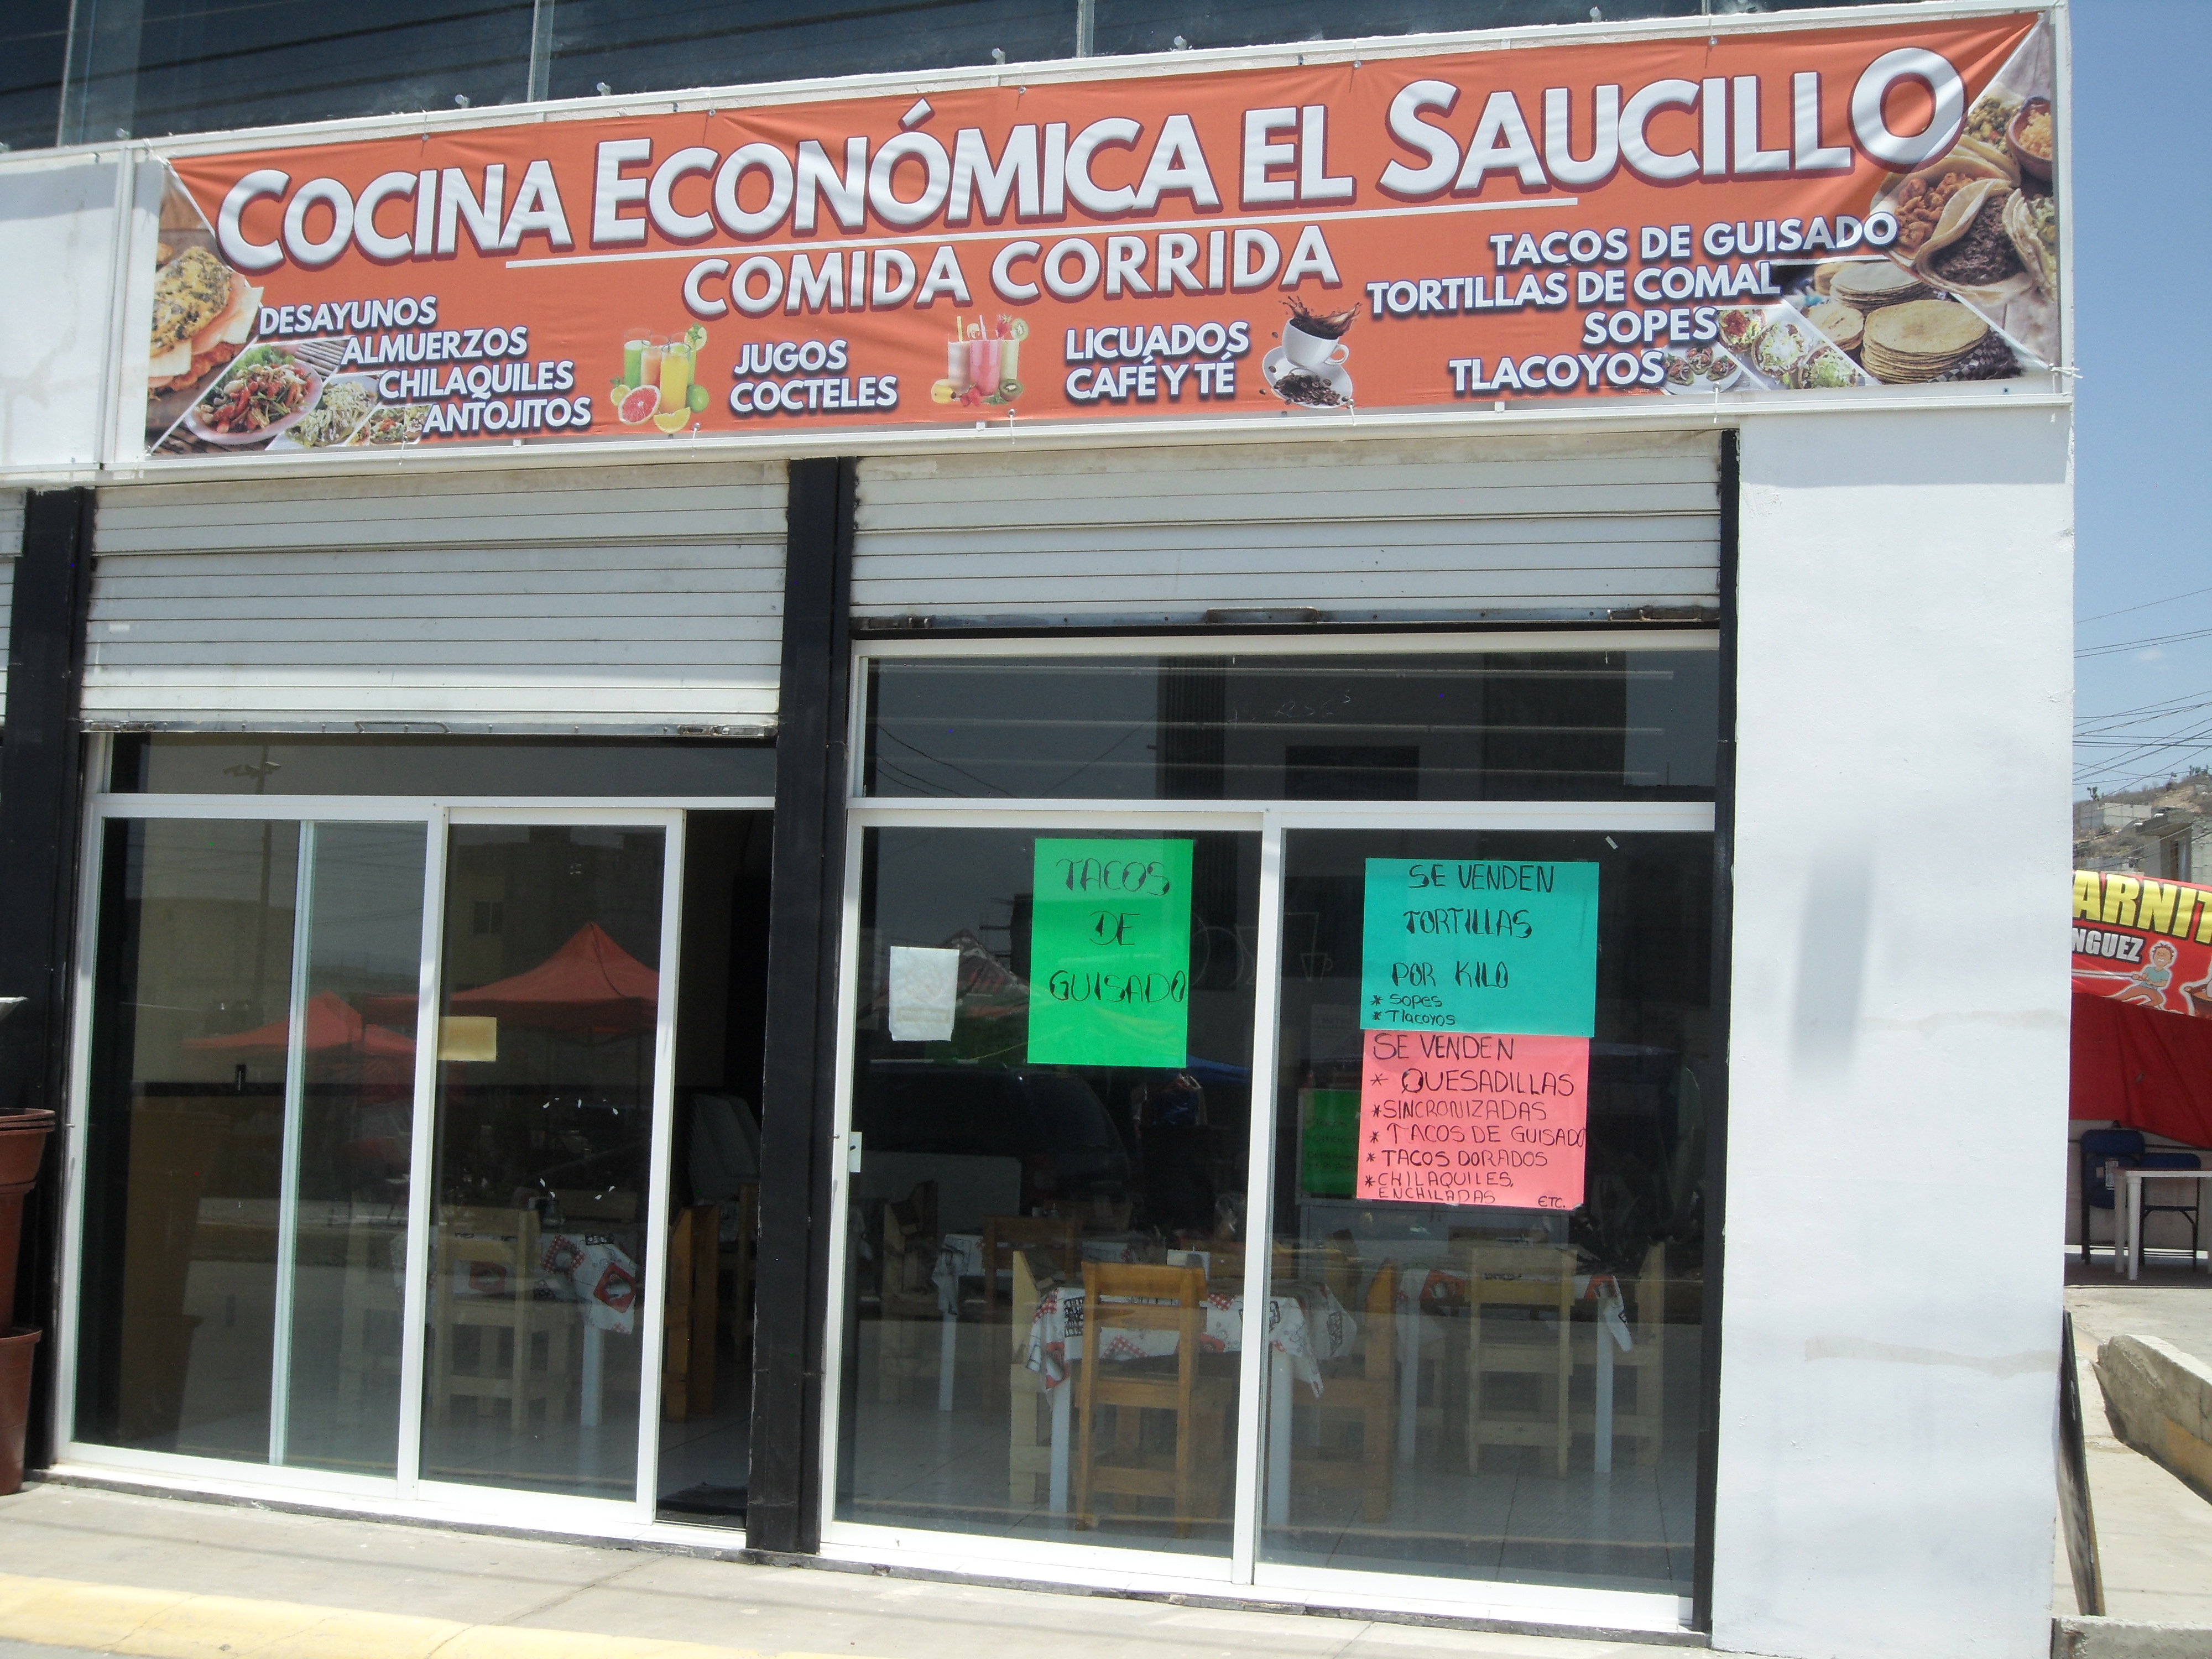 COCINA ECONÓMICA EL SAUCILLO
COMIDA CORRIDA
DESAYUNOS
ALMUERZOS
CHILAQUILES
ANTOJITOS
JUGOS
COCTELES
LICUADOS
CAFÉ Y TÉ
TACOS DE GUISADO
TORTILLAS DE COMAL
SOPES
TLACOYOS
TACOS
DE
GUISADO
SE VENDEN
TORTILLAS
POR KILO
* SOPES
* Tlacoyos
SE VENDEN
* QUESADILLAS
* SINCRONIZADAS
* TACOS DE GUISADO
* TACOS DORADOS
* CHILAQUILES,
ENCHILADAS ETC.
ARNIT
NGUEZ